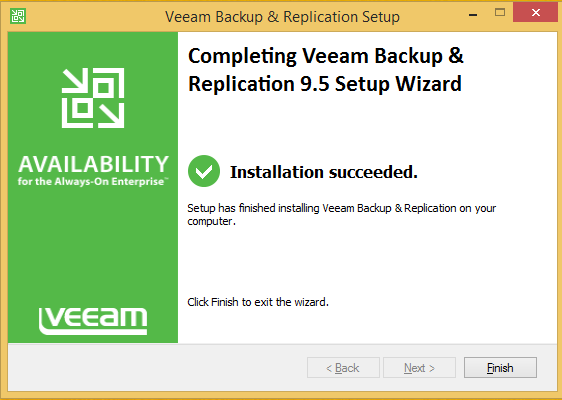 Veeam Backup & Replication Setup
Completing Veeam Backup &
Replication 9.5 Setup Wizard
AVAILABILITY
for the Always-On Enterprise™
Installation succeeded.
Setup has finished installing Veeam Backup & Replication on your
computer.
Click Finish to exit the wizard.
veeam
< Back
Next >
Finish